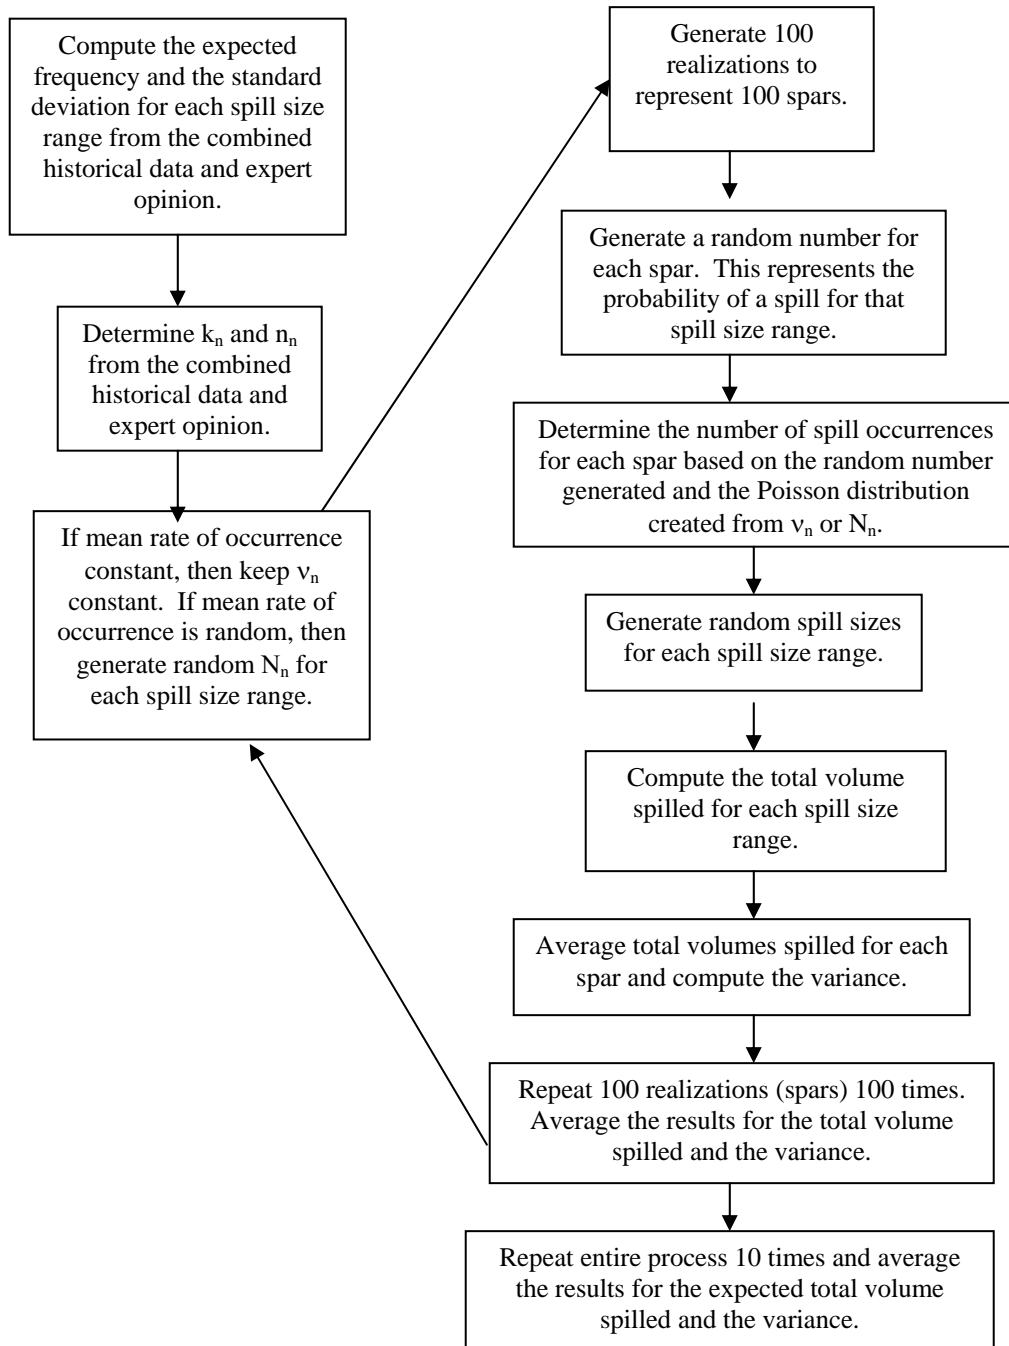 Compute the expected
frequency and the standard
deviation for each spill size
range from the combined
historical data and expert
opinion.
Determine kn and nn
from the combined
historical data and
expert opinion.
If mean rate of occurrence
constant, then keep νn
constant.  If mean rate of
occurrence is random, then
generate random Nn for
each spill size range.
Generate 100
realizations to
represent 100 spars.
Generate a random number for
each spar.  This represents the
probability of a spill for that
spill size range.
Determine the number of spill occurrences
for each spar based on the random number
generated and the Poisson distribution
created from νn or Nn.
Generate random spill sizes
for each spill size range.
Compute the total volume
spilled for each spill size
range.
Average total volumes spilled for each
spar and compute the variance.
Repeat 100 realizations (spars) 100 times.
Average the results for the total volume
spilled and the variance.
Repeat entire process 10 times and average
the results for the expected total volume
spilled and the variance.